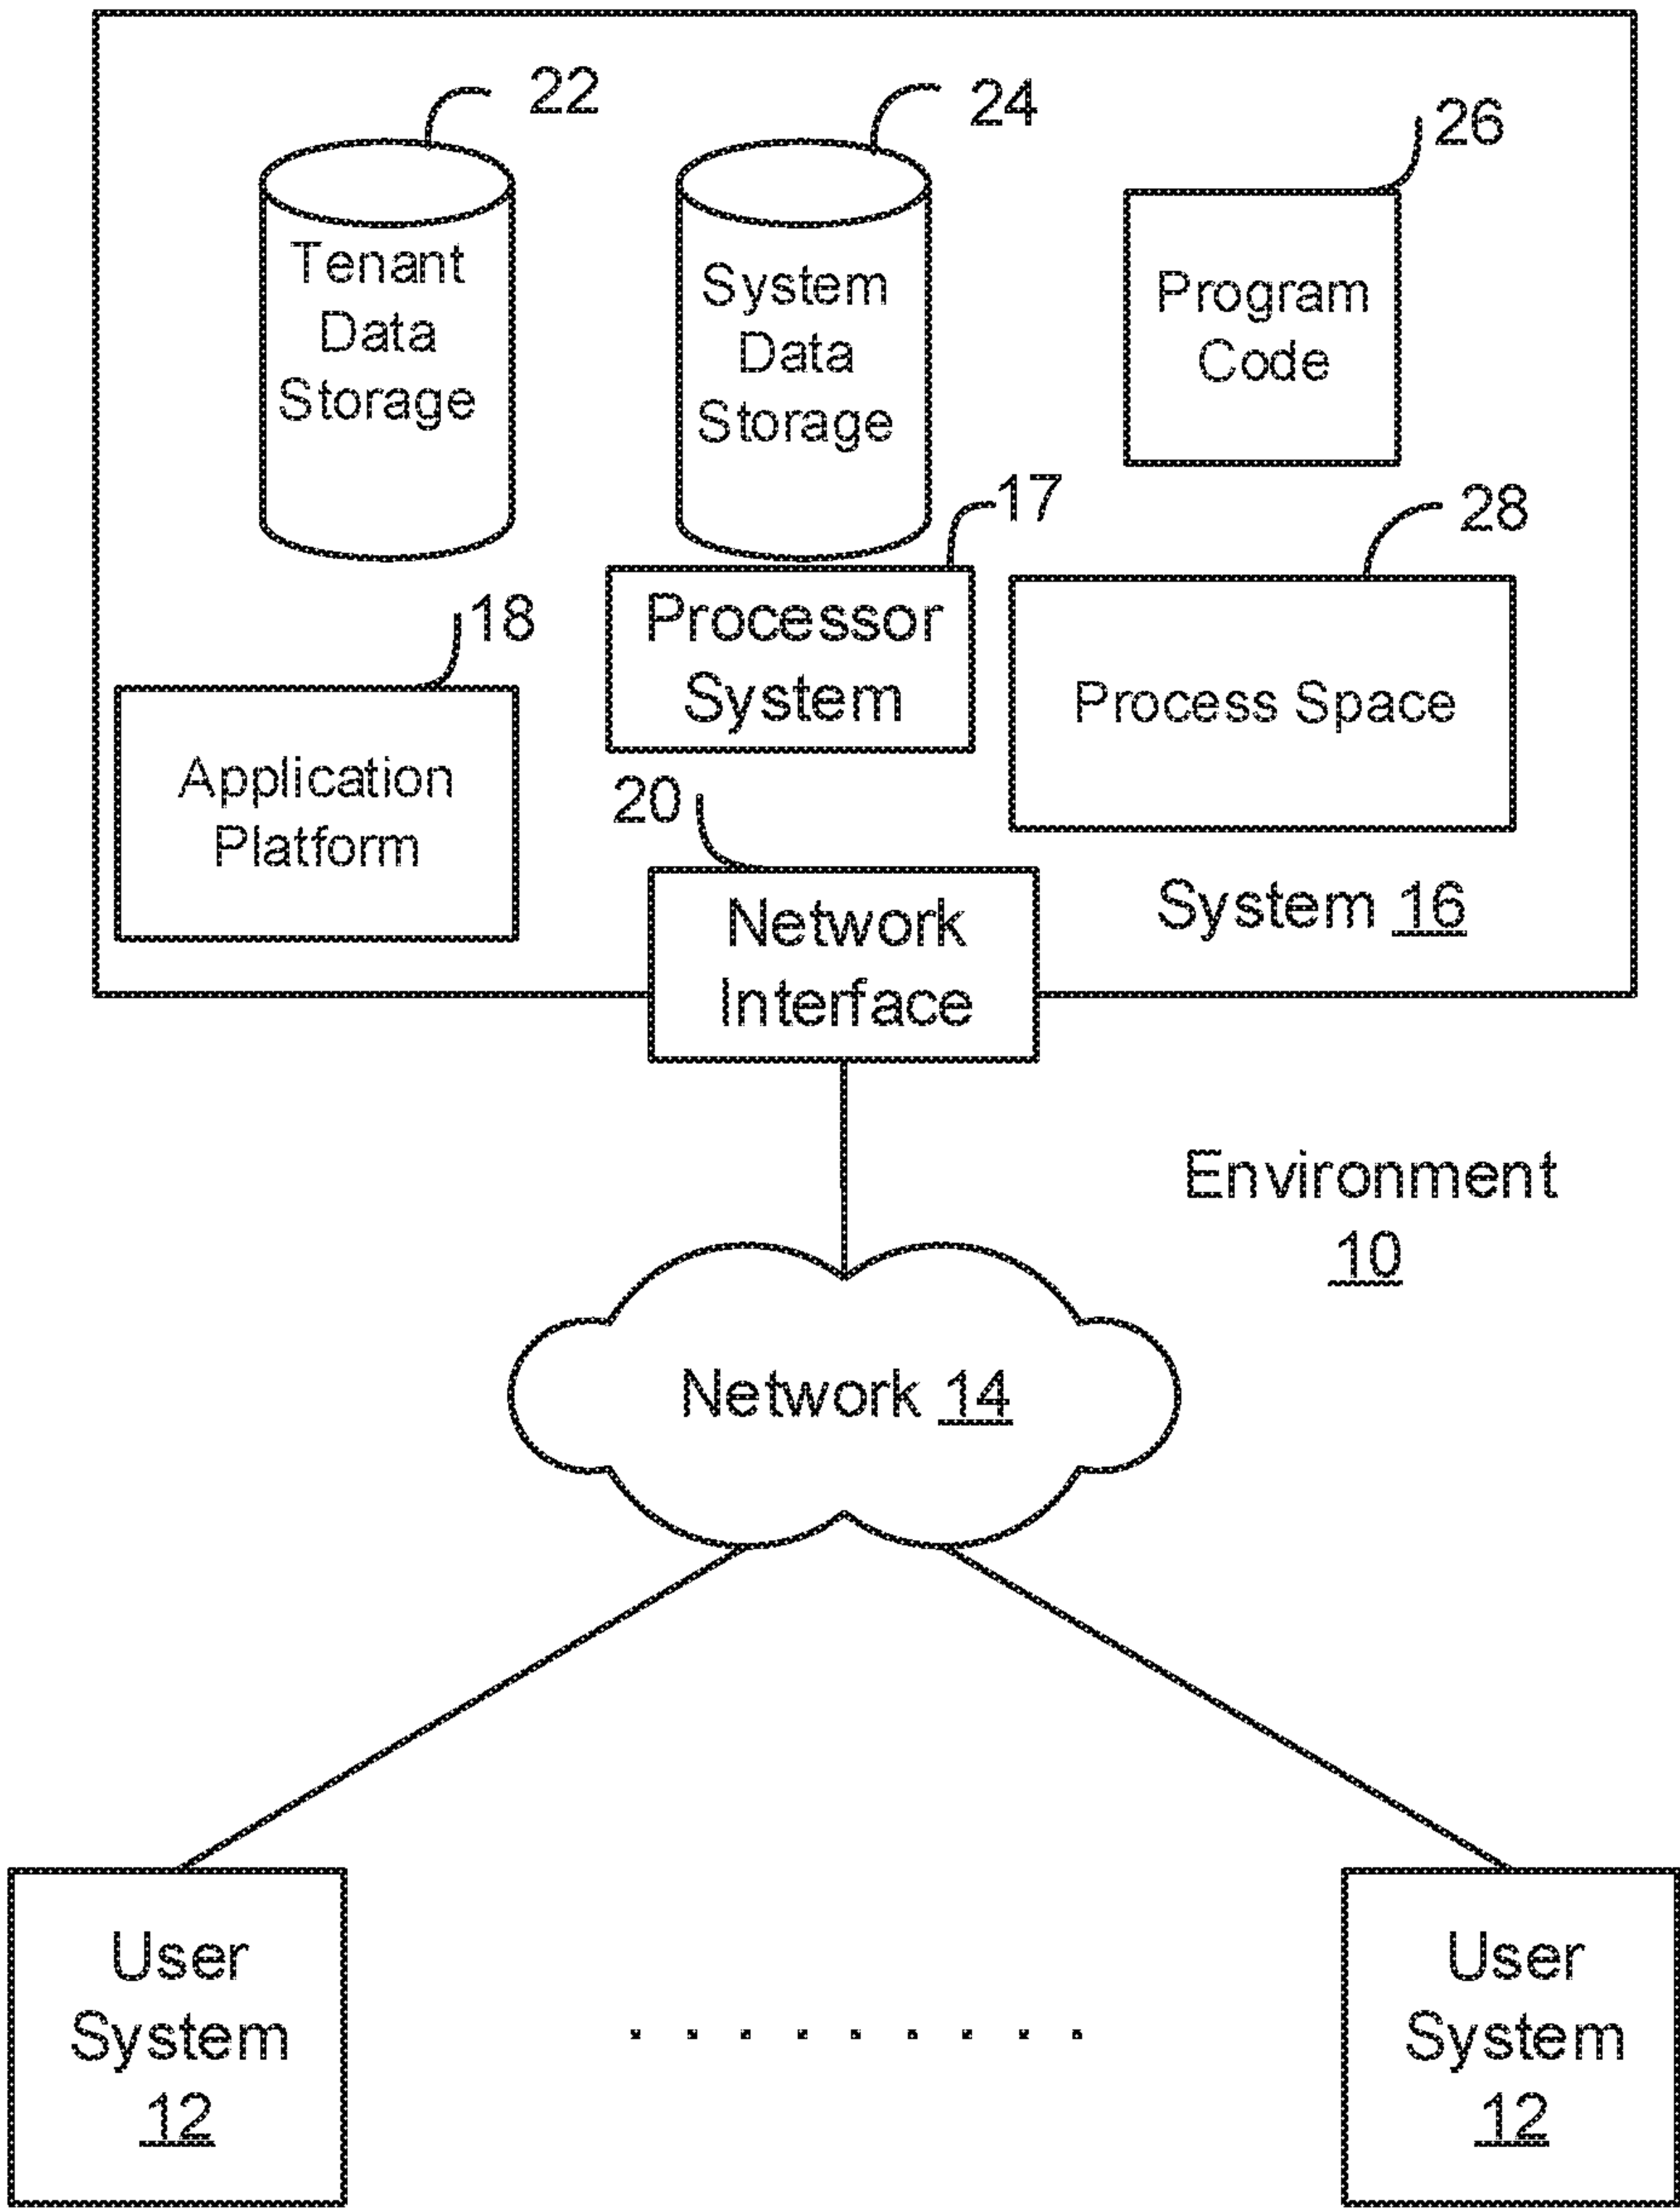 22
24
26
Tenant
Data
Storage
System
Data
Storage
Program
Code
17
28
18
Processor
System
Process Space
Application
Platform
20
Network
Interface
System 16
Environment
10
Network 14
User
System
12
. . . . . . . . .
User
System
12